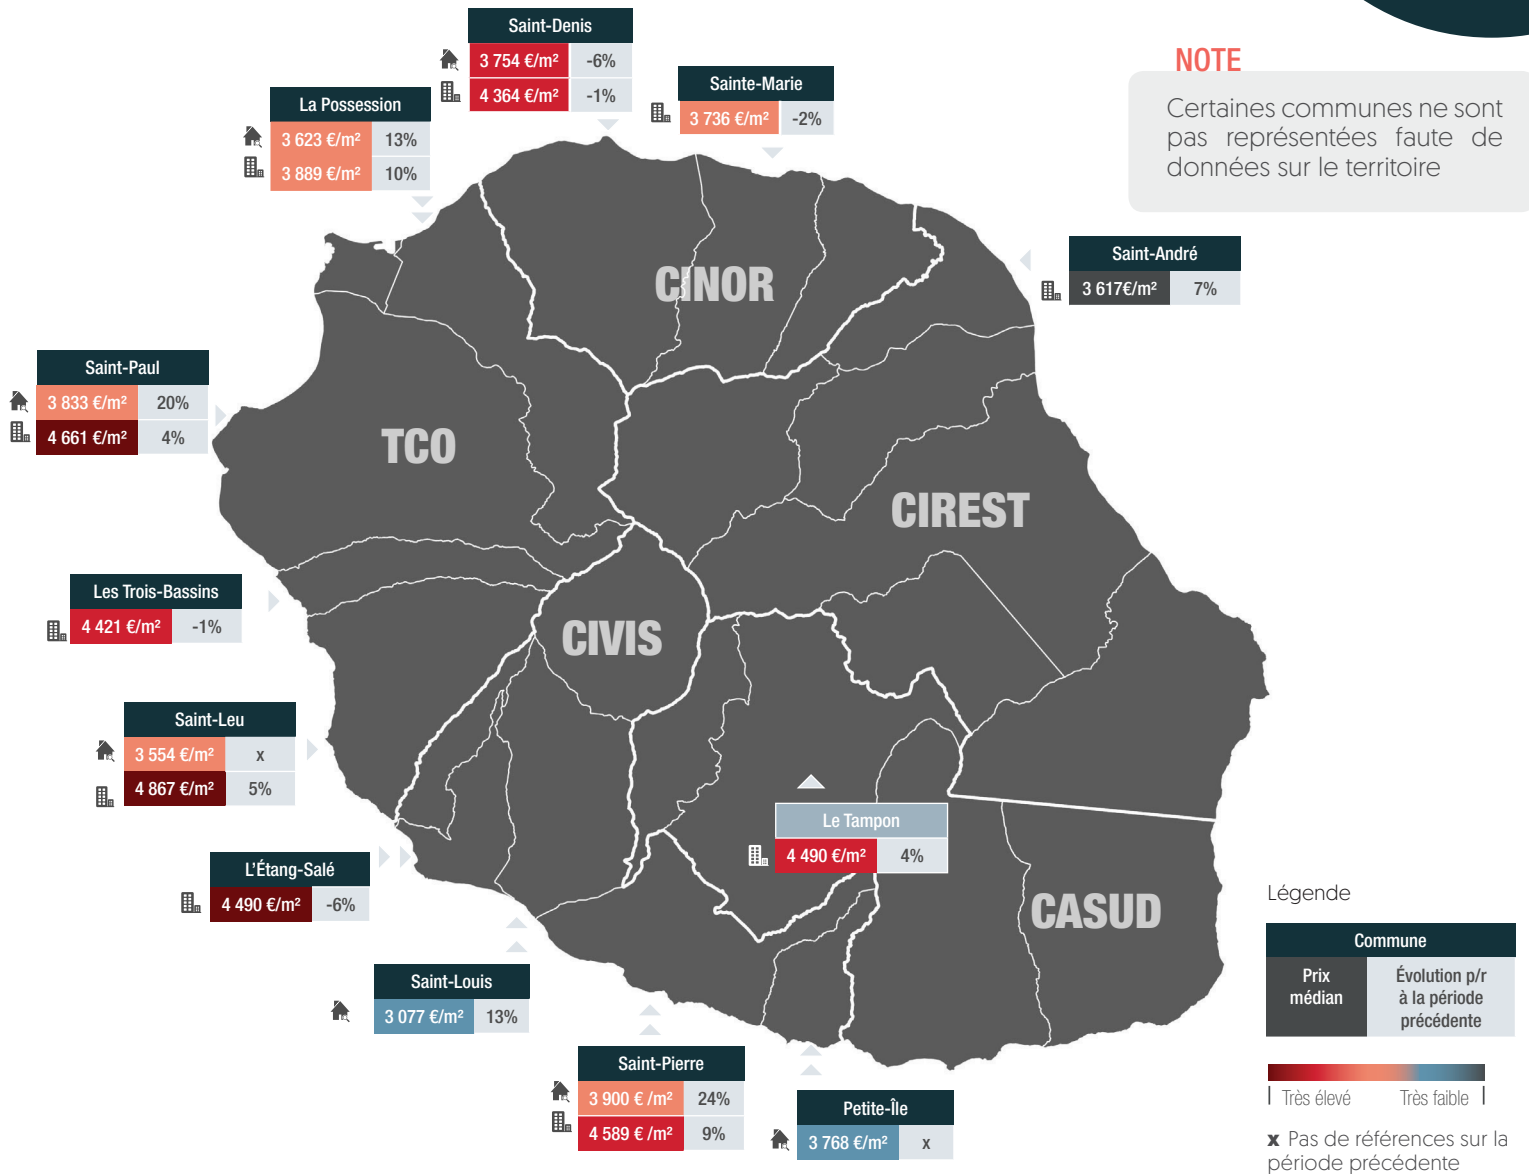 Saint-Denis
3 754 €/m² -6%
4 364 €/m² -1%
Sainte-Marie
3 736 €/m² -2%
NOTE
Certaines communes ne sont
pas représentées faute de
données sur le territoire
La Possession
3 623 €/m² 13%
3 889 €/m² 10%
Saint-André
3 617€/m² 7%
CINOR
Saint-Paul
3 833 €/m² 20%
4 661 €/m² 4%
TCO
CIREST
Les Trois-Bassins
4 421 €/m² -1%
CIVIS
Saint-Leu
3 554 €/m² x
4 867 €/m² 5%
Le Tampon
4 490 €/m² 4%
L'Étang-Salé
4 490 €/m² -6%
CASUD
Saint-Louis
3 077 €/m² 13%
Saint-Pierre
3 900 € /m² 24%
4 589 € /m² 9%
Petite-Île
3 768 €/m² x
Légende
Commune
Prix
médian
Évolution p/r
à la période
précédente
Très élevé Très faible
x Pas de références sur la
période précédente